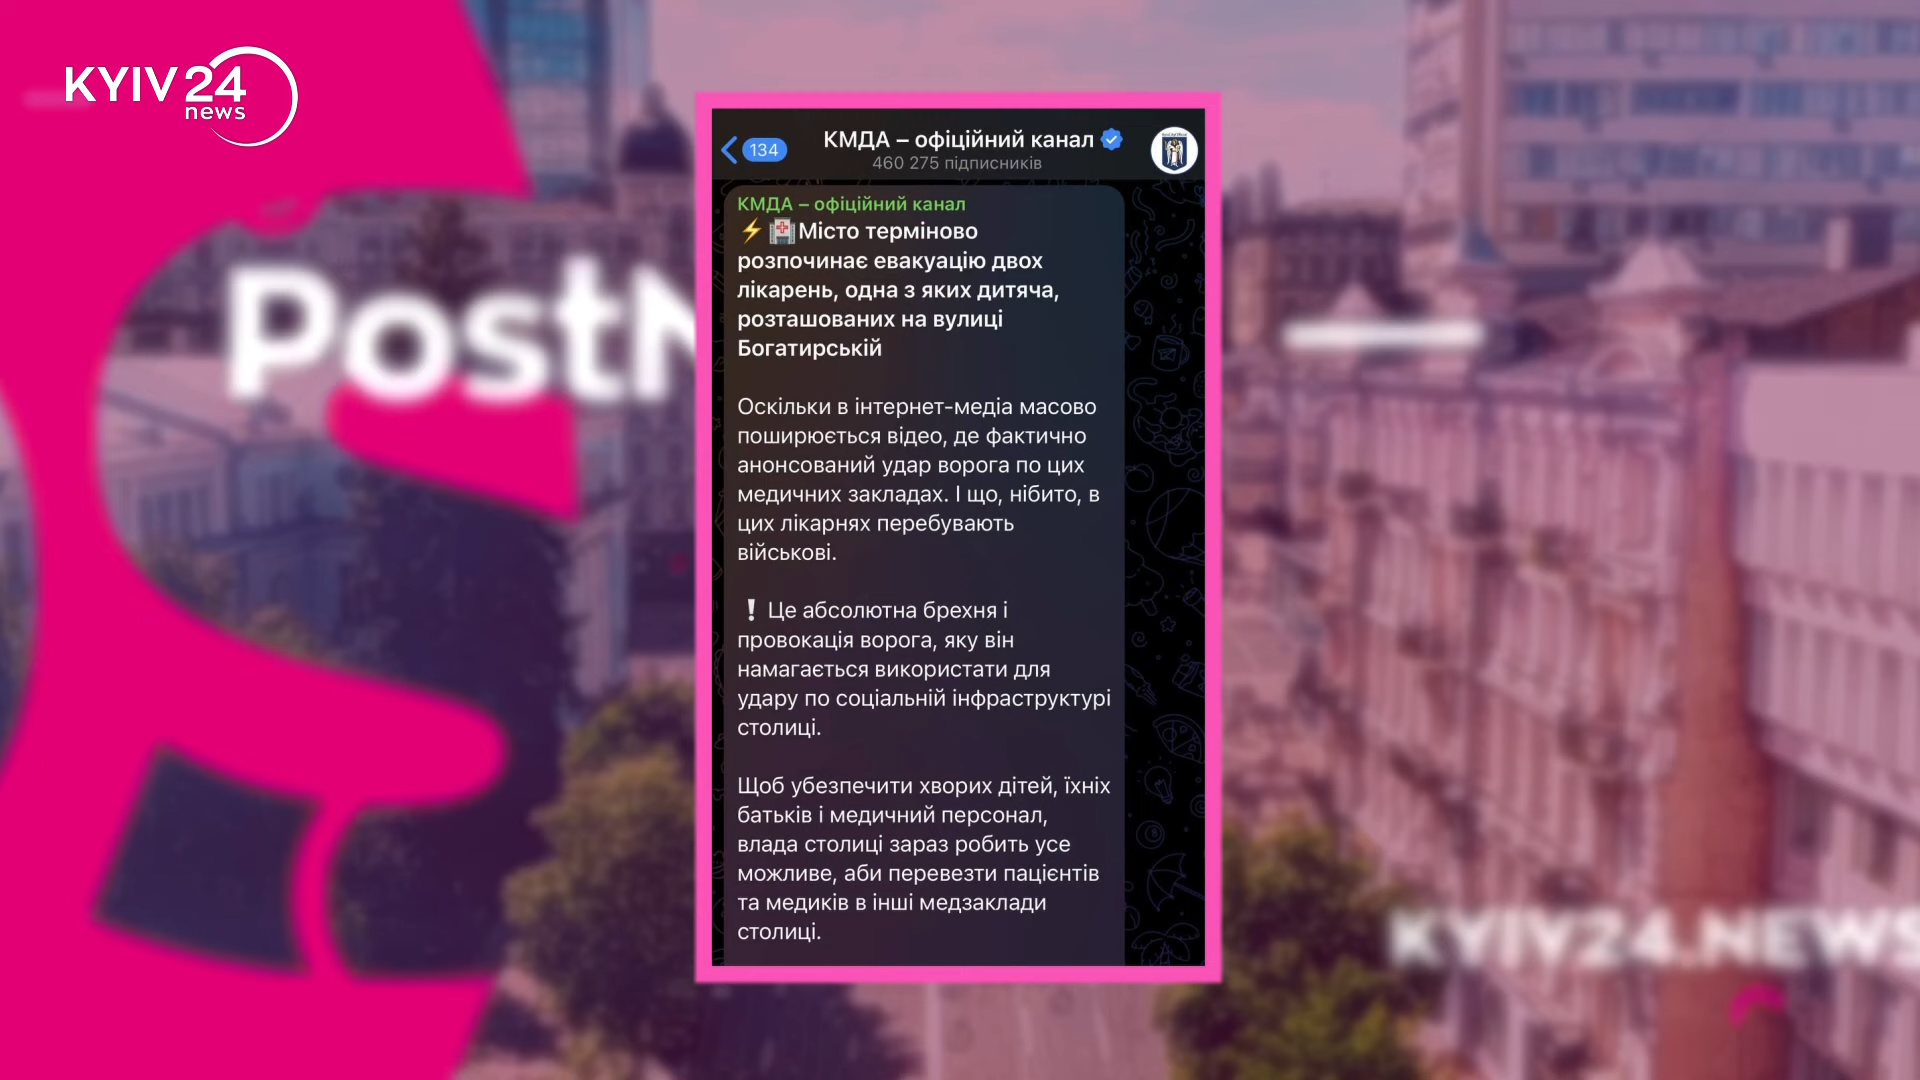 KYIV 24
news
PostN
134
КМДА – офіційний канал
460 275 підписників
КМДА – офіційний канал
⚡🏥Місто терміново
розпочинає евакуацію двох
лікарень, одна з яких дитяча,
розташованих на вулиці
Богатирській
Оскільки в інтернет-медіа масово
поширюється відео, де фактично
анонсований удар ворога по цих
медичних закладах. І що, нібито, в
цих лікарнях перебувають
військові.
❗ Це абсолютна брехня і
провокація ворога, яку він
намагається використати для
удару по соціальній інфраструктурі
столиці.
Щоб убезпечити хворих дітей, їхніх
батьків і медичний персонал,
влада столиці зараз робить усе
можливе, аби перевезти пацієнтів
та медиків в інші медзаклади
столиці.
KYIV24.NEWS